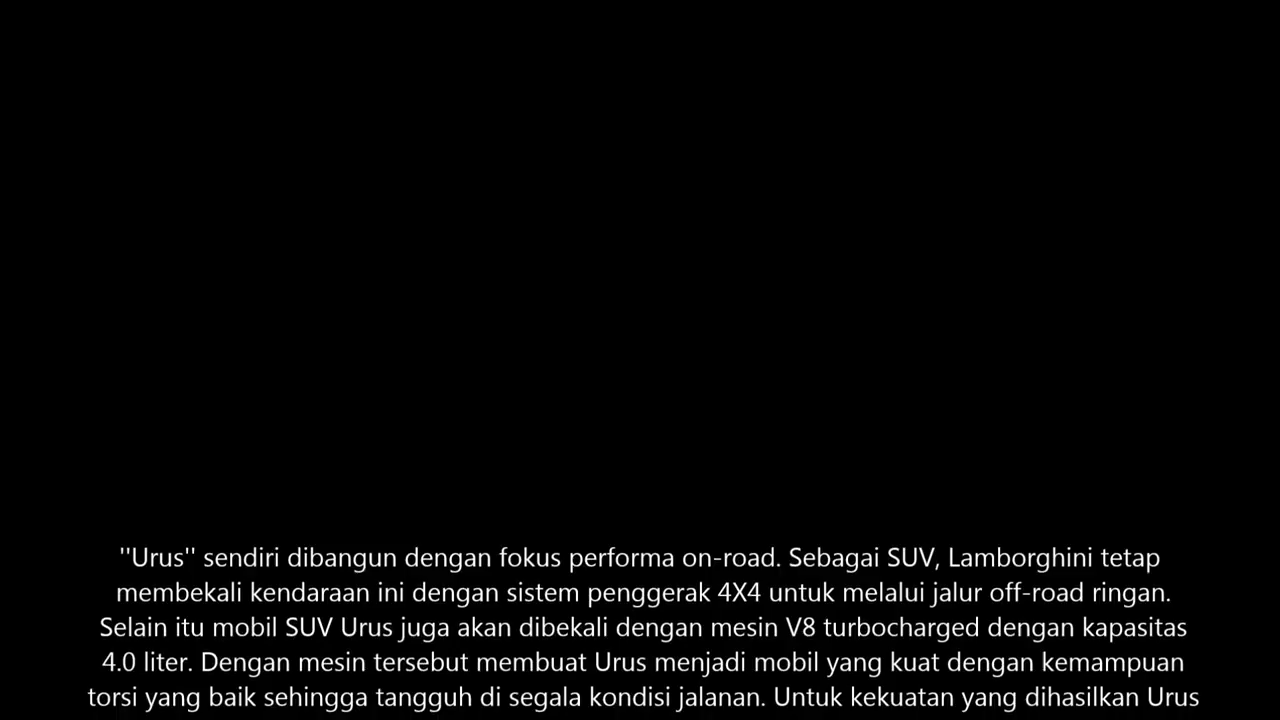 ''Urus'' sendiri dibangun dengan fokus performa on-road. Sebagai SUV, Lamborghini tetap
membekali kendaraan ini dengan sistem penggerak 4X4 untuk melalui jalur off-road ringan.
Selain itu mobil SUV Urus juga akan dibekali dengan mesin V8 turbocharged dengan kapasitas
4.0 liter. Dengan mesin tersebut membuat Urus menjadi mobil yang kuat dengan kemampuan
torsi yang baik sehingga tangguh di segala kondisi jalanan. Untuk kekuatan yang dihasilkan Urus